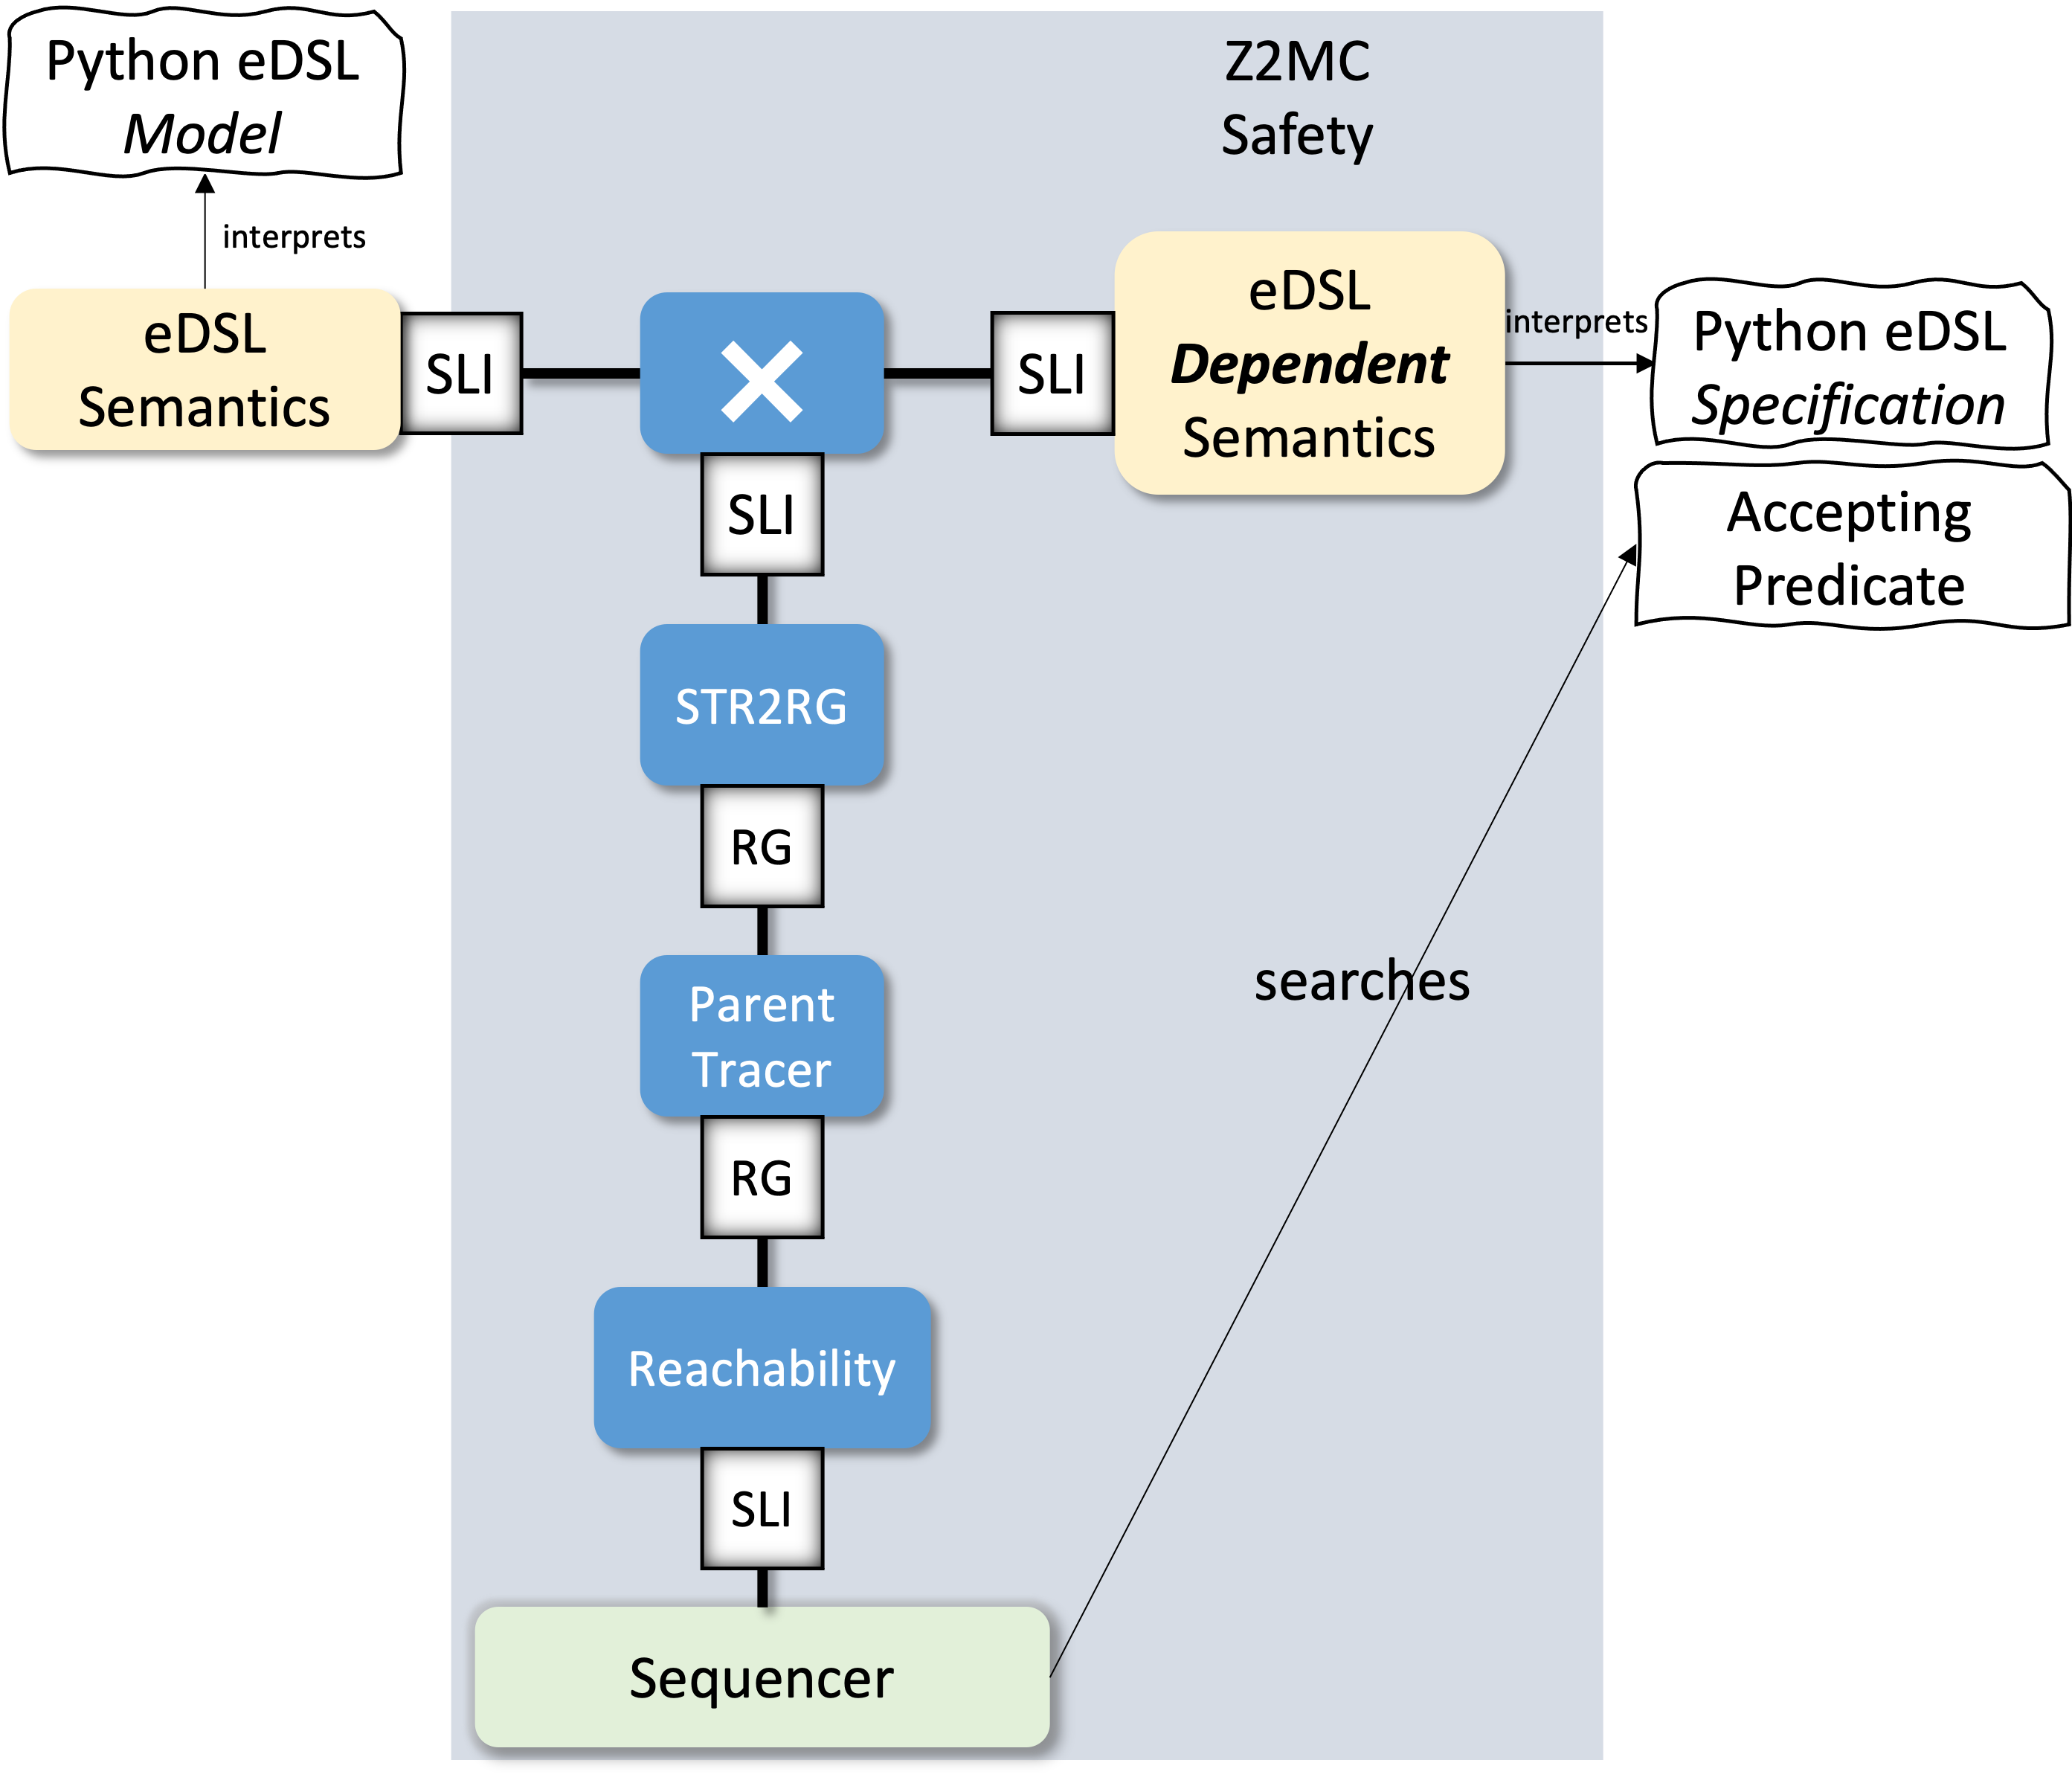 Python eDSL
Model
Z2MC
Safety
interprets
eDSL
Semantics
SLI
SLI
eDSL
Dependent
Semantics
interprets
Python eDSL
Specification
SLI
Accepting
Predicate
STR2RG
RG
Parent
Tracer
searches
RG
Reachability
SLI
Sequencer